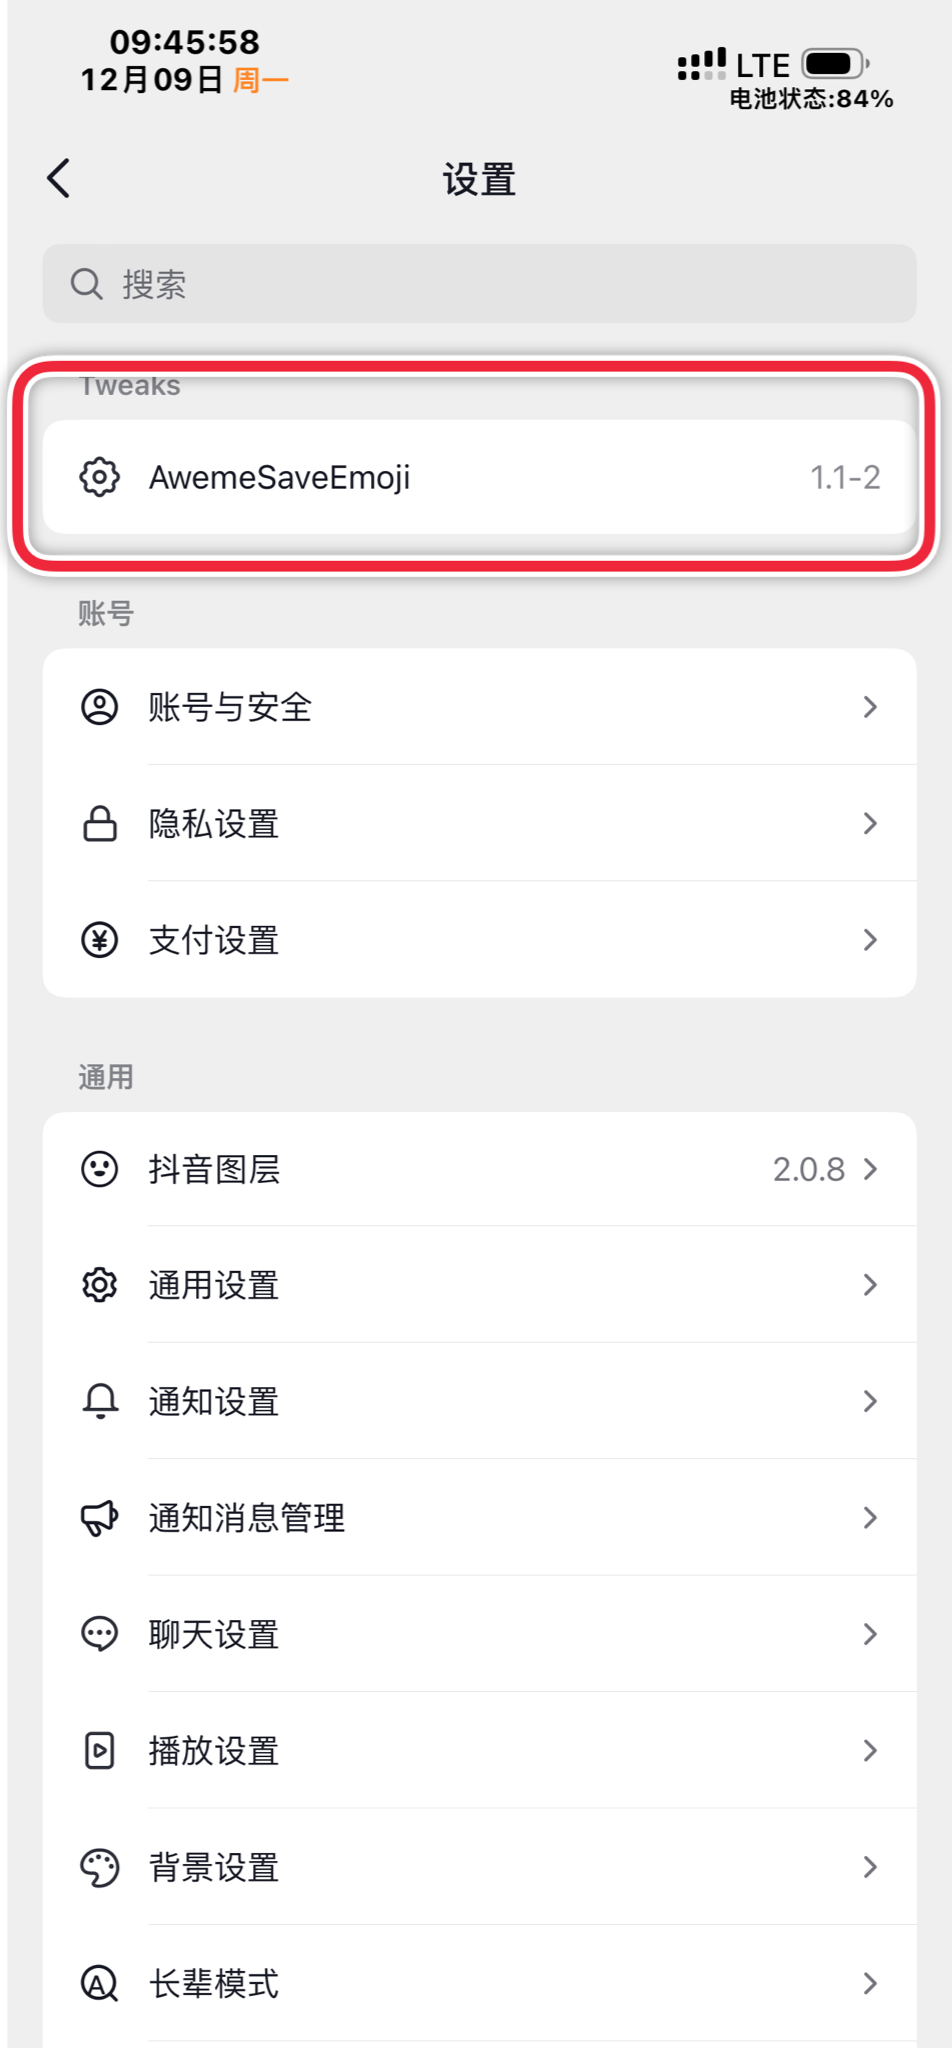 09:45:58
12月09日 周一
LTE
电池状态:84%
设置
搜索
Tweaks
AwemeSaveEmoji 1.1-2
账号
账号与安全
隐私设置
支付设置
通用
抖音图层 2.0.8
通用设置
通知设置
通知消息管理
聊天设置
播放设置
背景设置
长辈模式